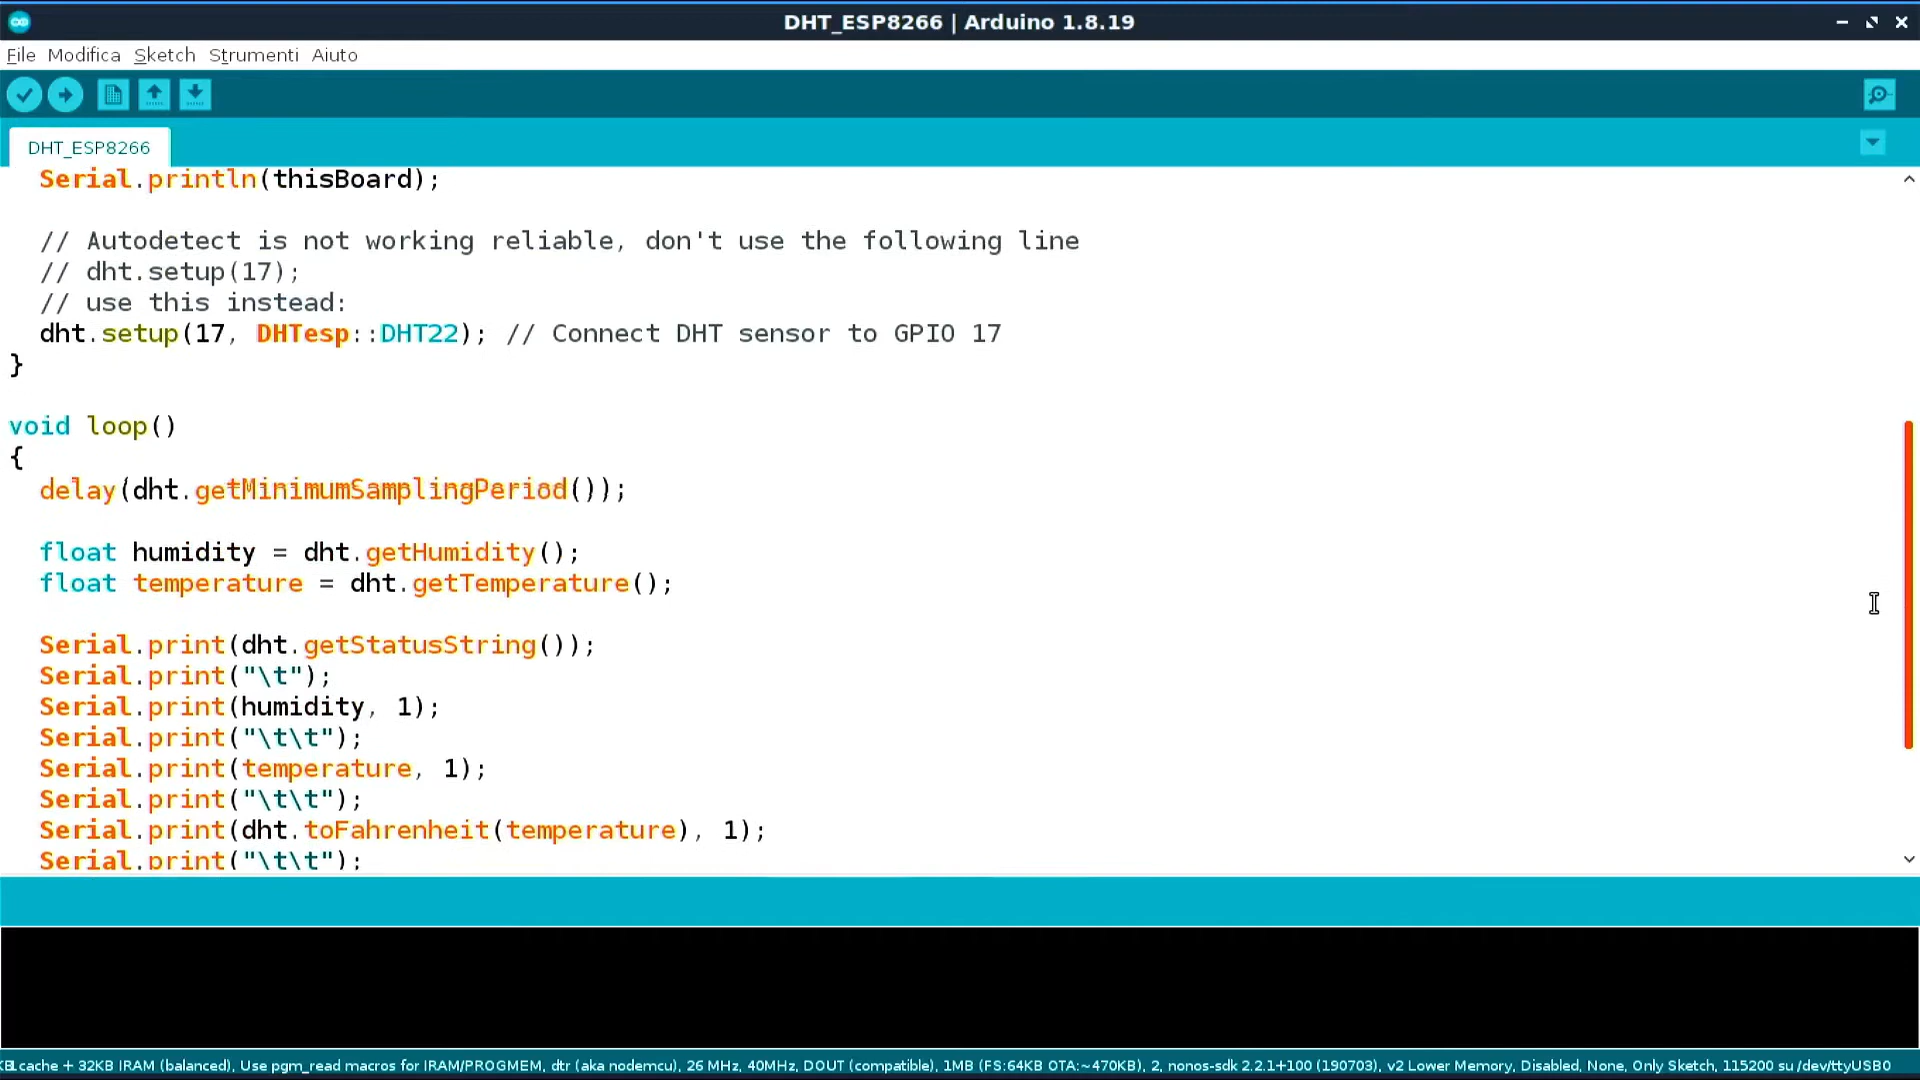 DHT_ESP8266 | Arduino 1.8.19
File Modifica Sketch Strumenti Aiuto
DHT_ESP8266
Serial.println(thisBoard);
// Autodetect is not working reliable, don't use the following line
// dht.setup(17);
// use this instead:
dht.setup(17, DHTesp::DHT22); // Connect DHT sensor to GPIO 17
}
void loop()
{
delay(dht.getMinimumSamplingPeriod());
float humidity = dht.getHumidity();
float temperature = dht.getTemperature();
Serial.print(dht.getStatusString());
Serial.print("\t");
Serial.print(humidity, 1);
Serial.print("\t\t");
Serial.print(temperature, 1);
Serial.print("\t\t");
Serial.print(dht.toFahrenheit(temperature), 1);
Serial.print("\t\t");
cache + 32KB IRAM (balanced), Use pgm_read macros for IRAM/PROGMEM, dtr (aka nodemcu), 26 MHz, 40MHz, DOUT (compatible), 1MB (FS:64KB OTA:~470KB), 2, nonos-sdk 2.2.1+100 (190703), v2 Lower Memory, Disabled, None, Only Sketch, 115200 su /dev/ttyUSB0